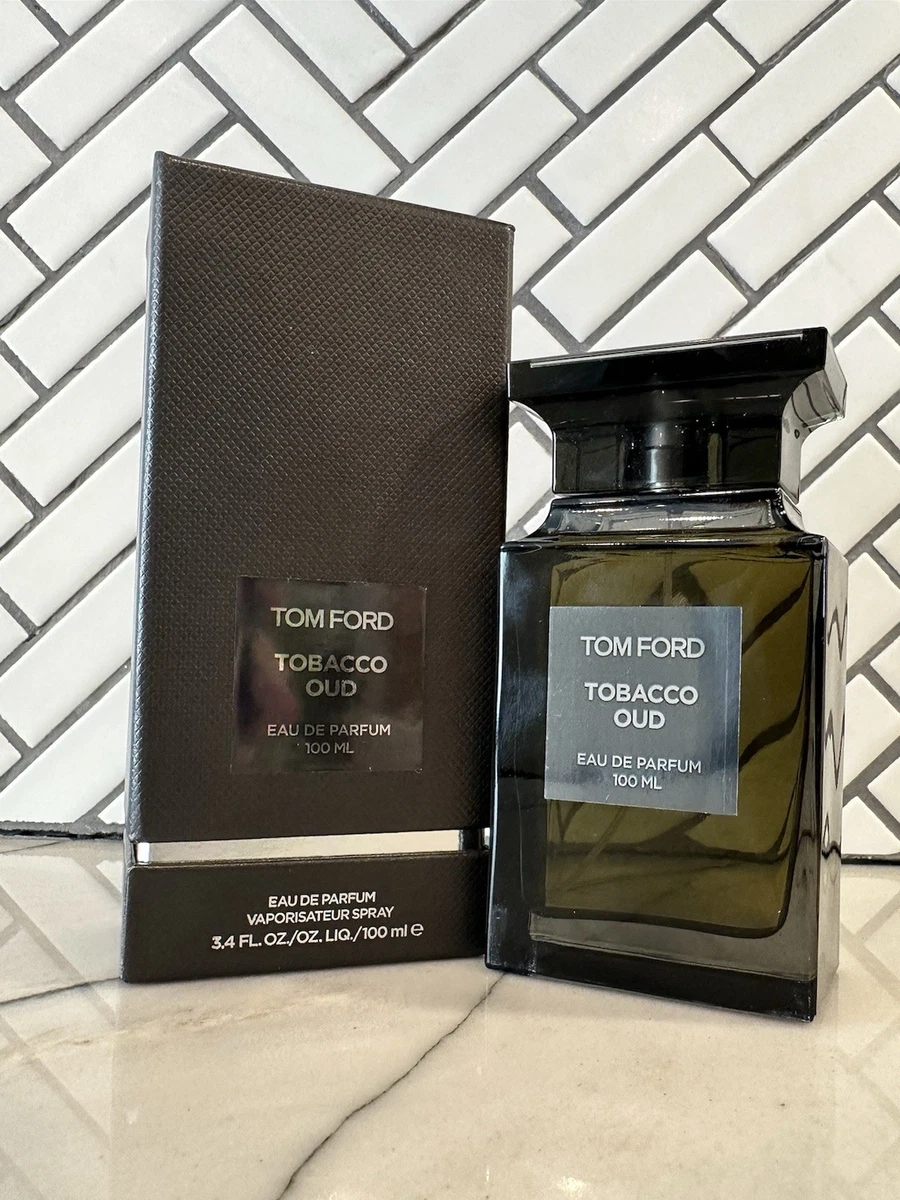 TOM FORD
TOBACCO
OUD
EAU DE PARFUM
100 ML
EAU DE PARFUM
VAPORISATEUR SPRAY
3.4 FL. OZ./OZ. LIQ./100 ml ℮
TOM FORD
TOBACCO
OUD
EAU DE PARFUM
100 ML